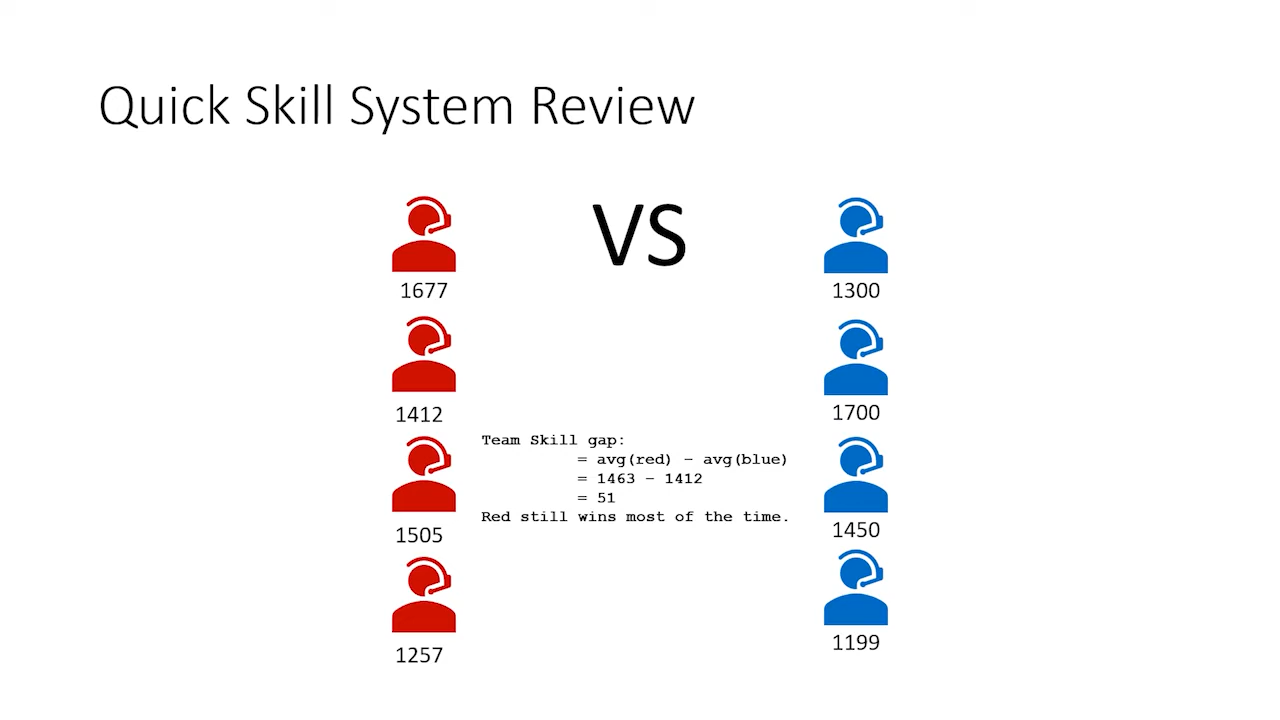 Quick Skill System Review
VS
1677
1300
1412
1700
Team Skill gap:
= avg(red) – avg(blue)
= 1463 – 1412
= 51
Red still wins most of the time.
1505
1450
1257
1199